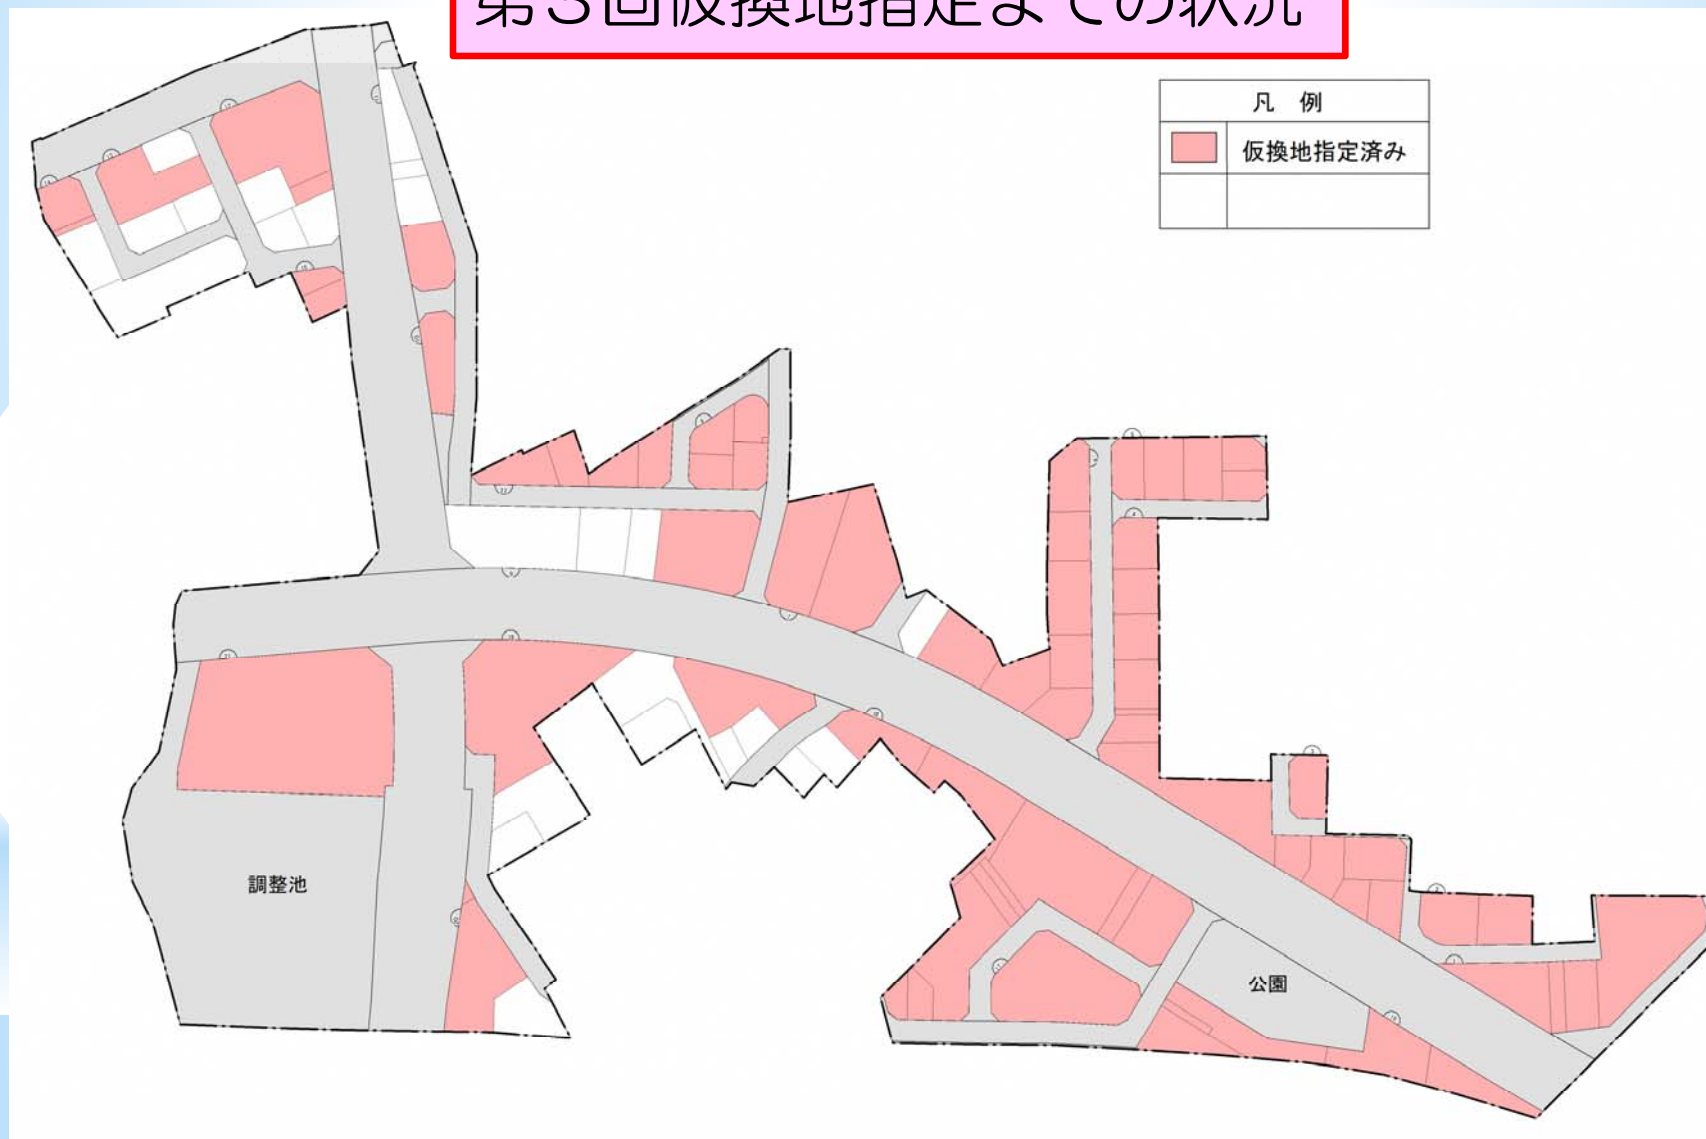 第3回仮換地指定までの状況
凡 例
仮換地指定済み
調整池
公園